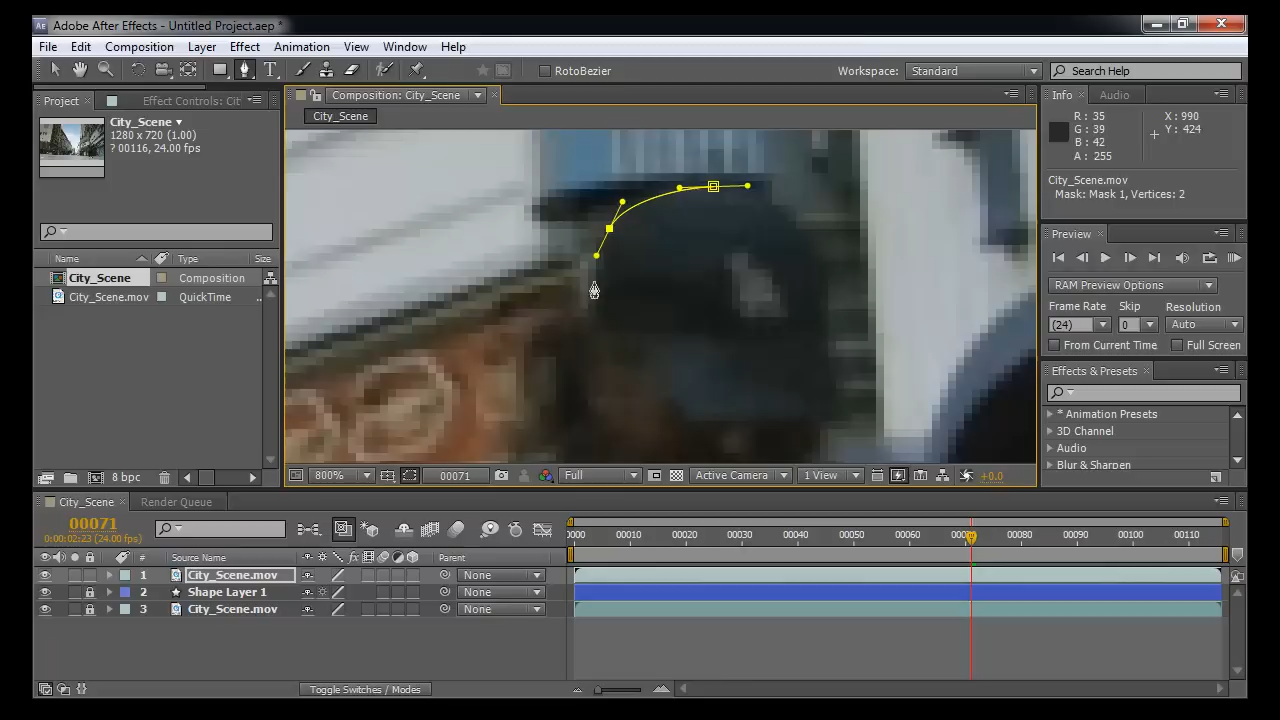 Ae Adobe After Effects - Untitled Project.aep *
File Edit Composition Layer Effect Animation View Window Help
T RotoBezier Workspace: Standard Search Help
Project Effect Controls: Cit
City_Scene
1280 x 720 (1.00)
? 00116, 24.00 fps
Name Type Size
City_Scene Composition
City_Scene.mov QuickTime ..
8 bpc
Composition: City_Scene
City_Scene
800% 00071 Full Active Camera 1 View +0.0
Info Audio
R : 35
G : 39
B : 42
A : 255
X : 990
Y : 424
City_Scene.mov
Mask: Mask 1, Vertices: 2
Preview
RAM Preview Options
Frame Rate Skip Resolution
(24) 0 Auto
From Current Time Full Screen
Effects & Presets
* Animation Presets
3D Channel
Audio
Blur & Sharpen
City_Scene Render Queue
00071
0:00:02:23 (24.00 fps)
# Source Name fx Parent
1 City_Scene.mov None
2 Shape Layer 1 None
3 City_Scene.mov None
0000 00010 00020 00030 00040 00050 00060 00080 00090 00100 00110
Toggle Switches / Modes